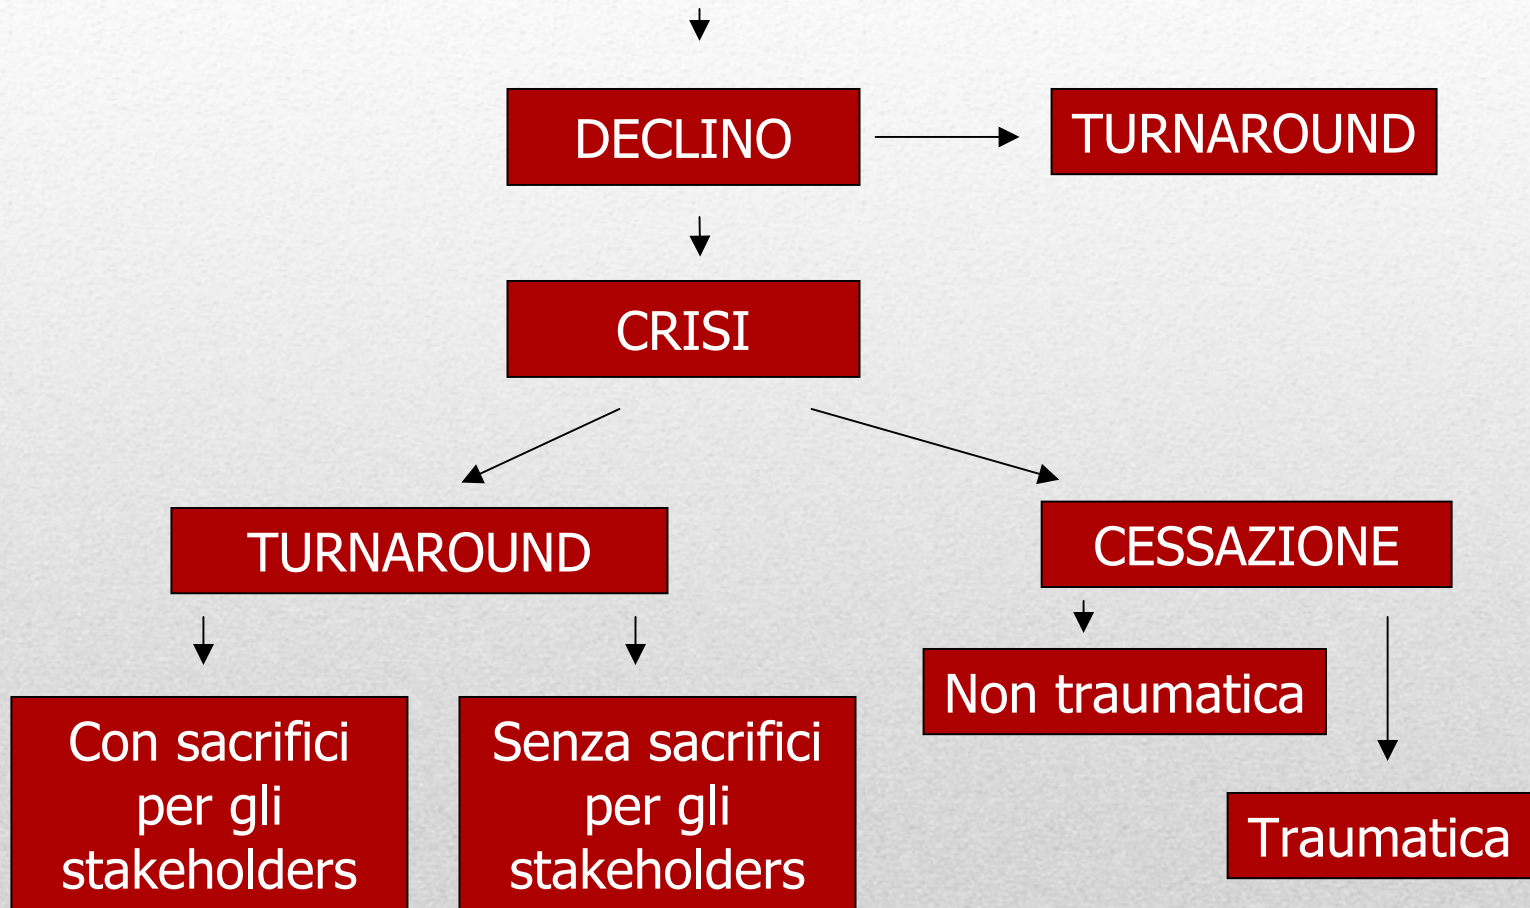 DECLINO
TURNAROUND
CRISI
TURNAROUND
CESSAZIONE
Con sacrifici
per gli
stakeholders
Senza sacrifici
per gli
stakeholders
Non traumatica
Traumatica